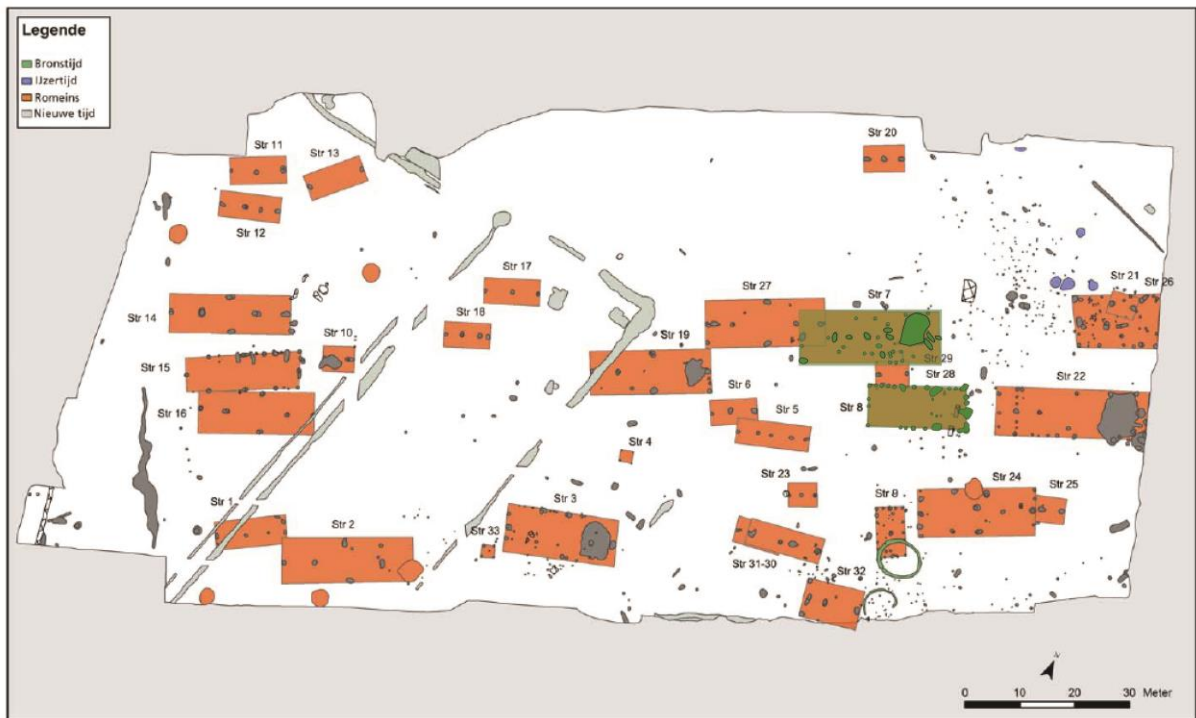 Legende
Bronstijd
IJzertijd
Romeins
Nieuwe tijd
Str 11
Str 13
Str 20
Str 12
Str 17
Str 27
Str 7
Str 21
Str 26
Str 14
Str 18
Str 10
Str 19
Str 29
Str 15
Str 28
Str 22
Str 6
Str 5
Str 8
Str 16
Str 4
Str 23
Str 24
Str 25
Str 1
Str 2
Str 3
Str 9
Str 33
Str 31-30
Str 32
N
0 10 20 30 Meter